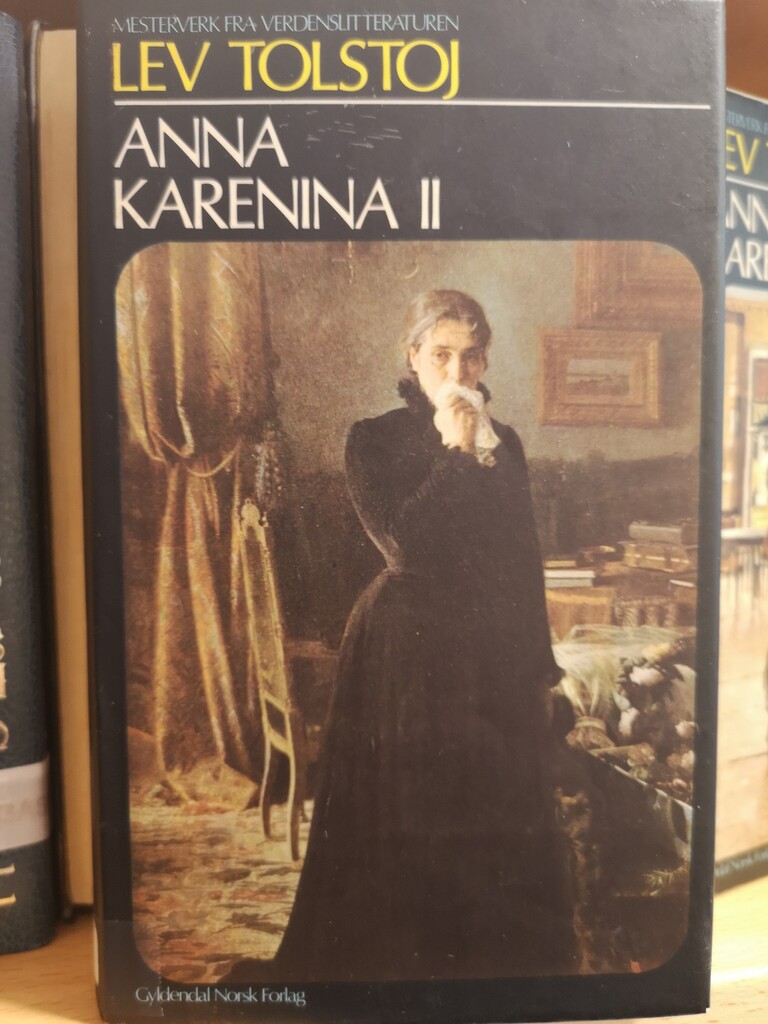 MESTERVERK FRA VERDENSLITTERATUREN
LEV TOLSTOJ
ANNA
KARENINA II
Gyldendal Norsk Forlag